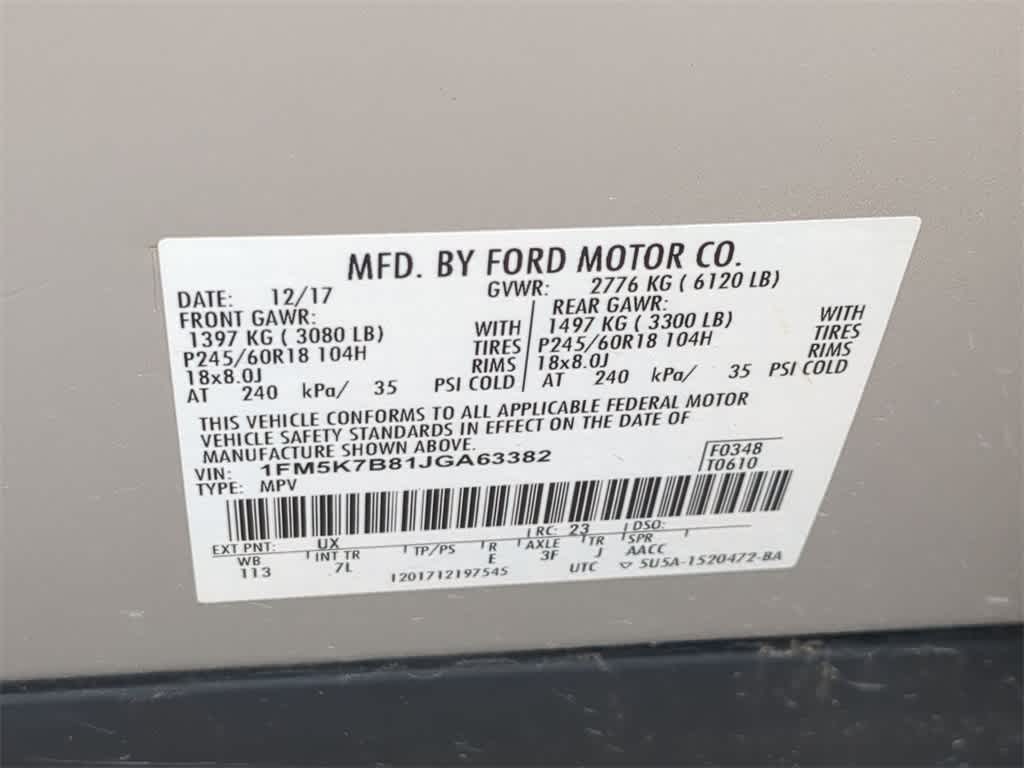 MFD. BY FORD MOTOR CO.
DATE: 12/17 GVWR: 2776 KG ( 6120 LB)
FRONT GAWR: REAR GAWR:
1397 KG ( 3080 LB) WITH 1497 KG ( 3300 LB) WITH
P245/60R18 104H TIRES P245/60R18 104H TIRES
18x8.0J RIMS 18x8.0J RIMS
AT 240 kPa/ 35 PSI COLD AT 240 kPa/ 35 PSI COLD
THIS VEHICLE CONFORMS TO ALL APPLICABLE FEDERAL MOTOR
VEHICLE SAFETY STANDARDS IN EFFECT ON THE DATE OF
MANUFACTURE SHOWN ABOVE.
VIN: 1FM5K7B81JGA63382 F0348
TYPE: MPV T0610
EXT PNT: UX RC: 23 DSO:
WB INT TR TP/PS R AXLE TR SPR
113 7L E 3F J AACC
1201712197545 UTC ▽ 5U5A-1520472-BA